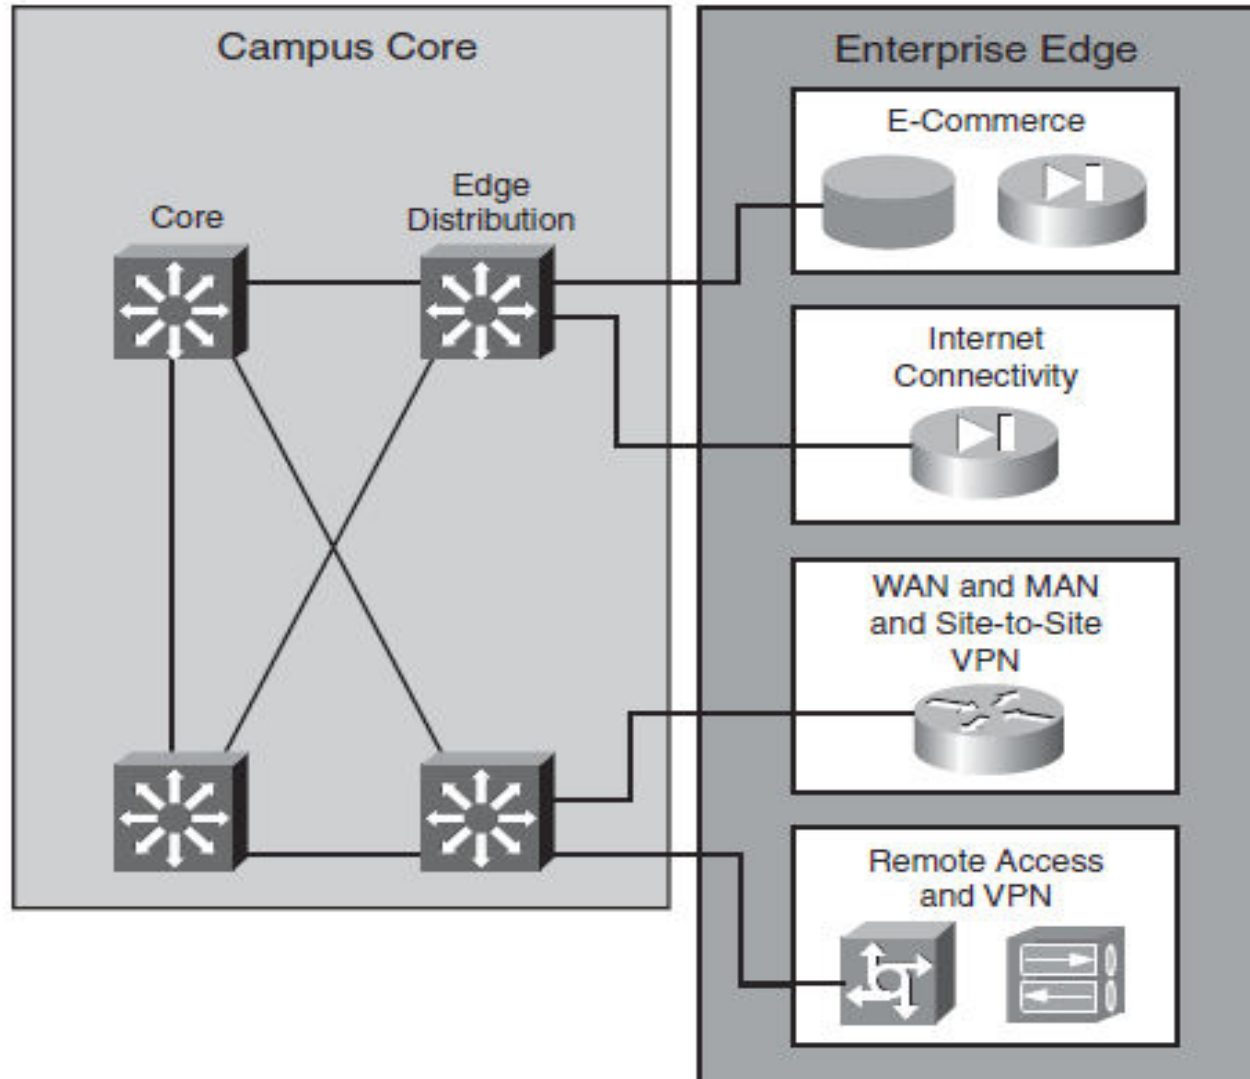 Campus Core
Enterprise Edge
Core
Edge
Distribution
E-Commerce
Internet
Connectivity
WAN and MAN
and Site-to-Site
VPN
Remote Access
and VPN